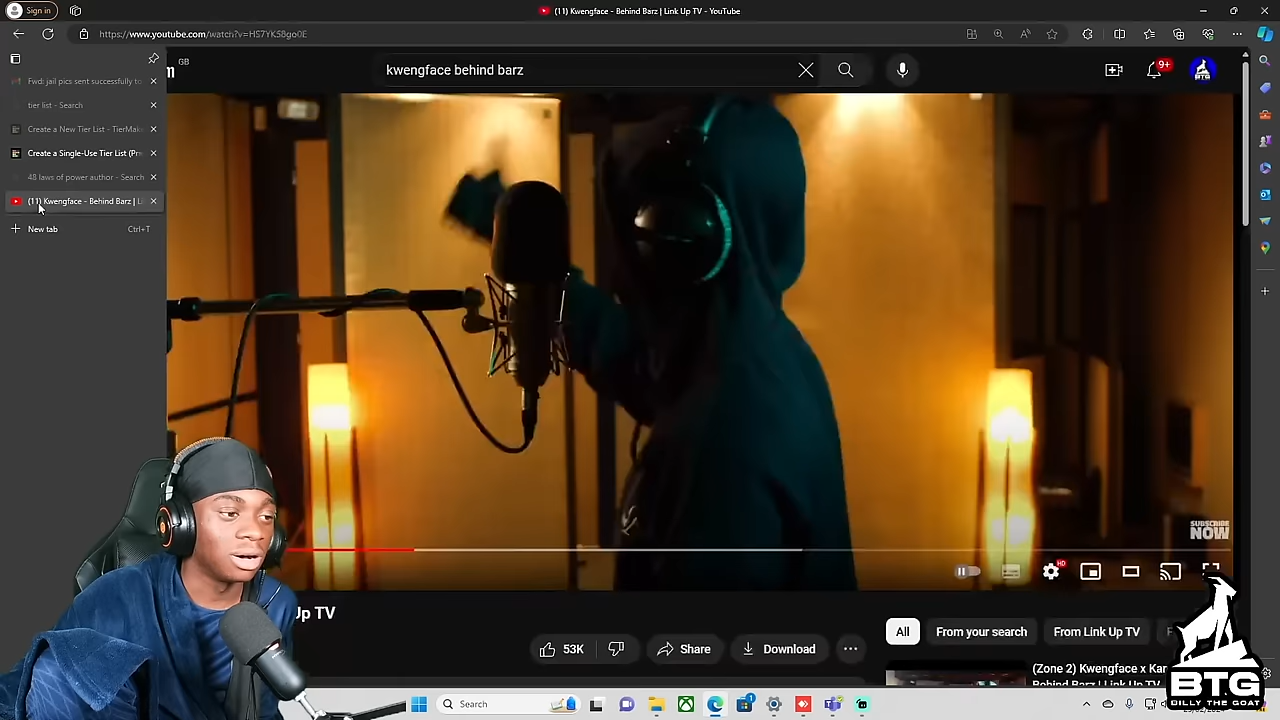 Sign in
(11) Kwengface - Behind Barz | Link Up TV - YouTube
https://www.youtube.com/watch?v=HS7YKS8go0E
Fwd: jail pics sent successfully to
tier list - Search
Create a New Tier List - TierMak
Create a Single-Use Tier List (Pr
48 laws of power author - Search
(11) Kwengface - Behind Barz | L
New tab
Ctrl+T
GB
kwengface behind barz
9+
SUBSCRIBE
NOW
HD
Up TV
53K
Share
Download
All
From your search
From Link Up TV
(Zone 2) Kwengface x Kar
Behind Barz | Link Up TV
BTG
BILLY THE GOAT
Search